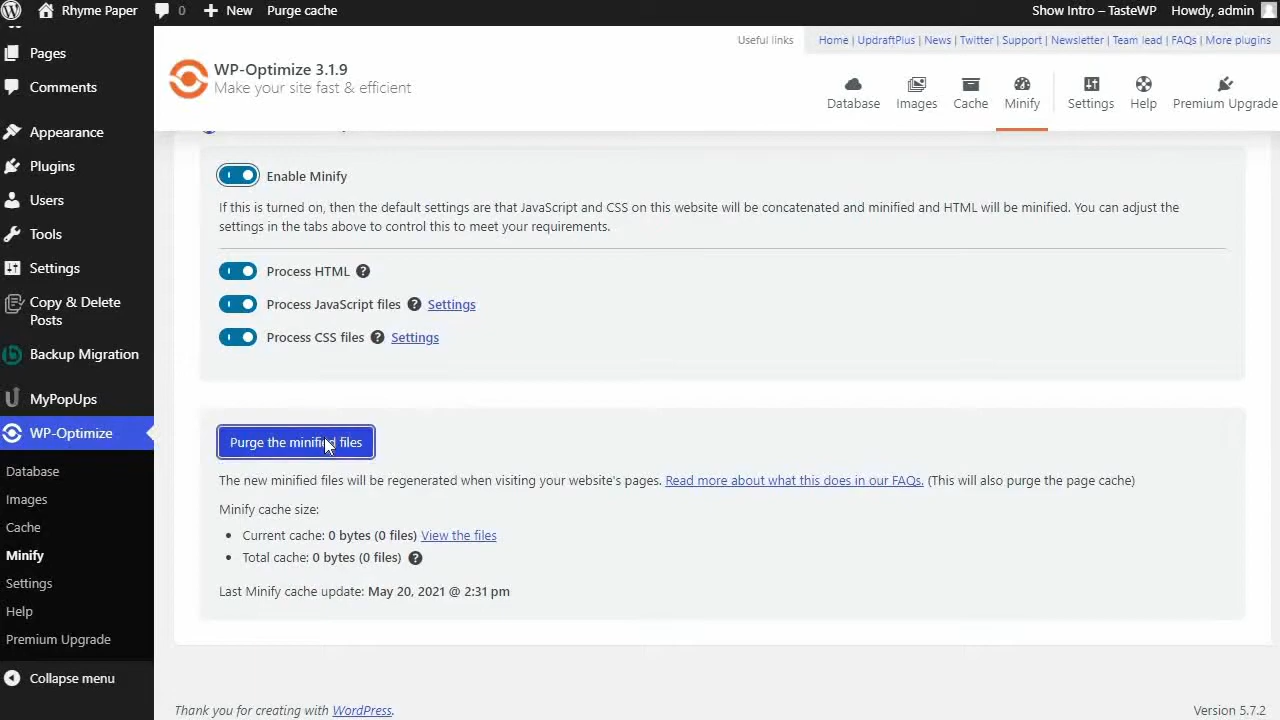 Rhyme Paper
0
New
Purge cache
Show Intro – TasteWP
Howdy, admin
Pages
Comments
Appearance
Plugins
Users
Tools
Settings
Copy & Delete
Posts
Backup Migration
MyPopUps
WP-Optimize
Database
Images
Cache
Minify
Settings
Help
Premium Upgrade
Collapse menu
Useful links
Home | UpdraftPlus | News | Twitter | Support | Newsletter | Team lead | FAQs | More plugins
WP-Optimize 3.1.9
Make your site fast & efficient
Database
Images
Cache
Minify
Settings
Help
Premium Upgrade
Enable Minify
If this is turned on, then the default settings are that JavaScript and CSS on this website will be concatenated and minified and HTML will be minified. You can adjust the
settings in the tabs above to control this to meet your requirements.
Process HTML
Process JavaScript files Settings
Process CSS files Settings
Purge the minified files
The new minified files will be regenerated when visiting your website's pages. Read more about what this does in our FAQs. (This will also purge the page cache)
Minify cache size:
• Current cache: 0 bytes (0 files) View the files
• Total cache: 0 bytes (0 files)
Last Minify cache update: May 20, 2021 @ 2:31 pm
Thank you for creating with WordPress.
Version 5.7.2